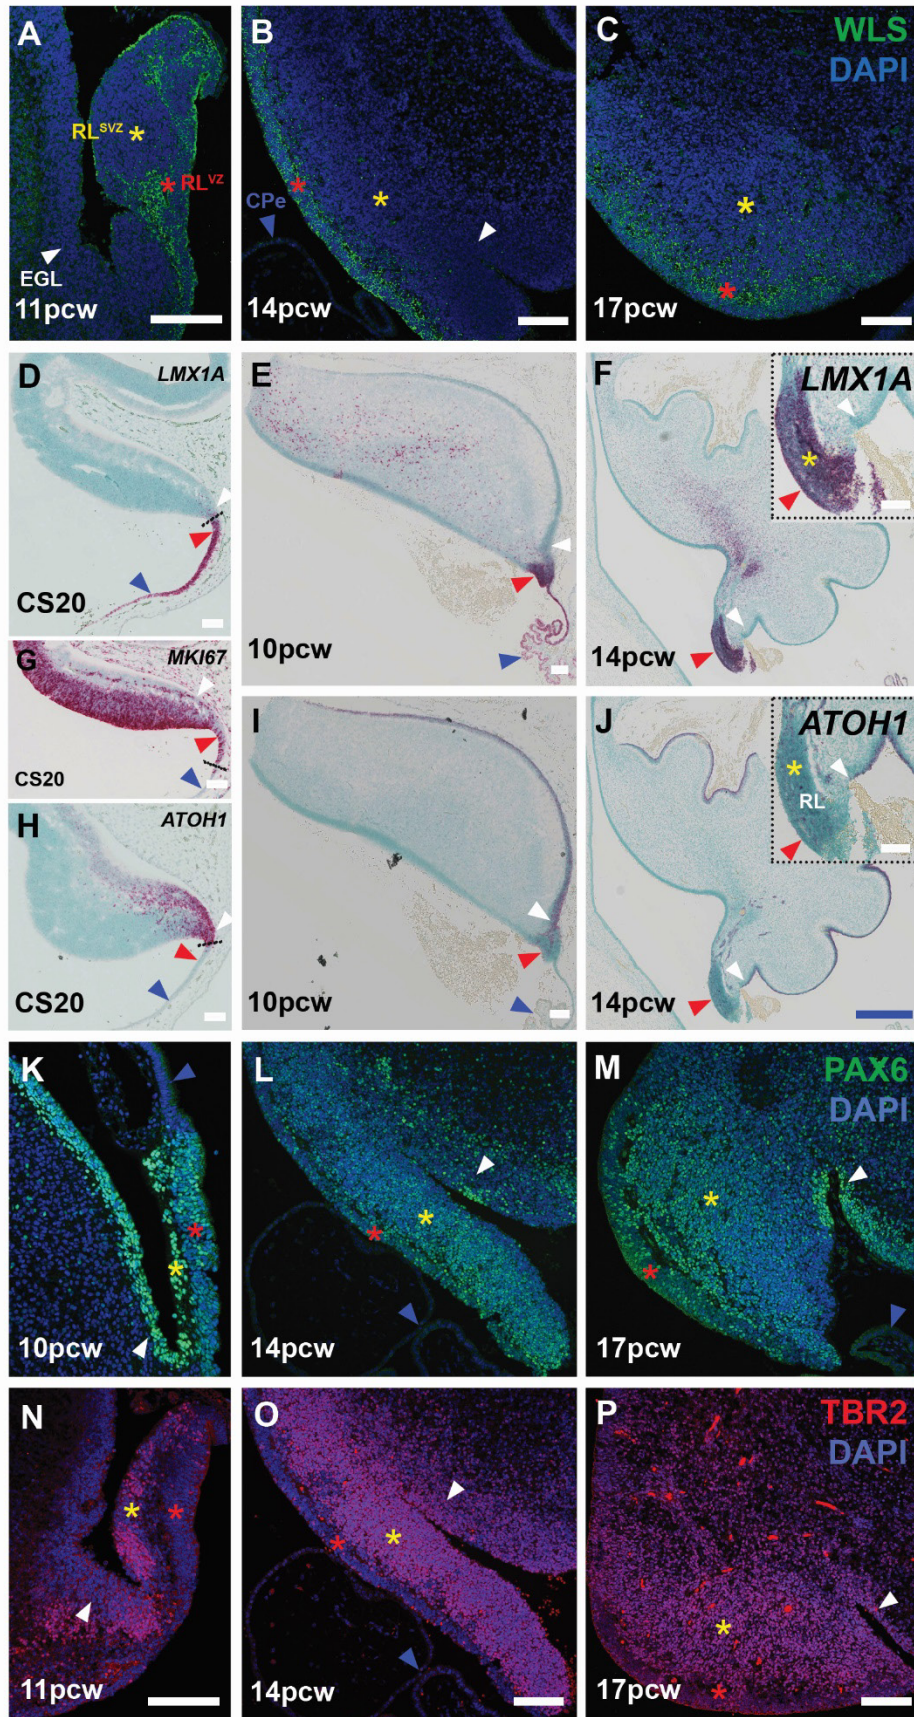 A
RL^SVZ *
* RL^VZ
EGL
11pcw
B
*
*
CPe
14pcw
C
WLS
DAPI
*
*
17pcw
D
LMX1A
CS20
E
10pcw
F
LMX1A
*
14pcw
G
MKI67
CS20
H
ATOH1
CS20
I
10pcw
J
ATOH1
*
RL
14pcw
K
*
*
10pcw
L
*
*
14pcw
M
PAX6
DAPI
*
*
17pcw
N
*
*
11pcw
O
*
*
14pcw
P
TBR2
DAPI
*
*
17pcw